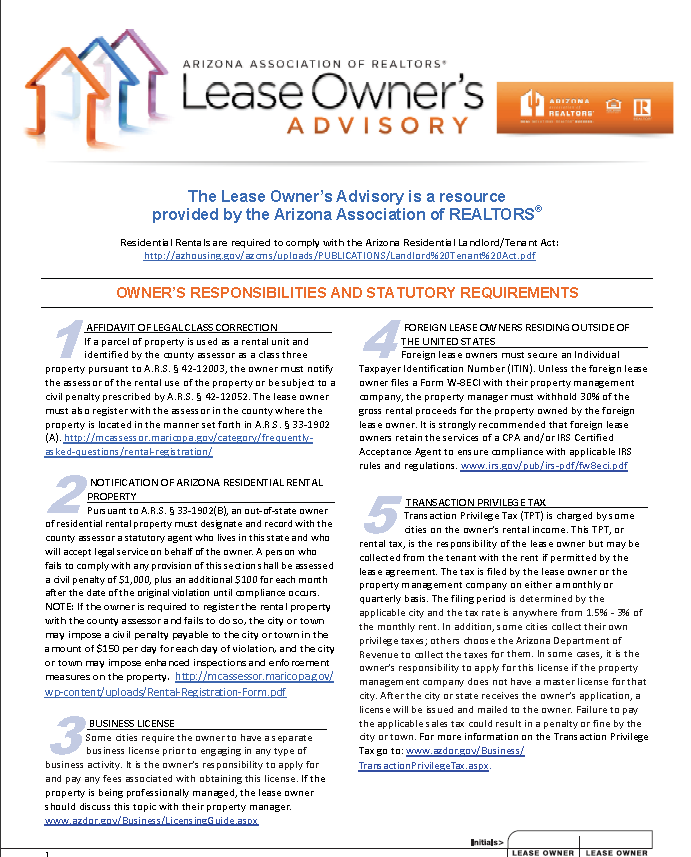 ARIZONA ASSOCIATION OF REALTORS®
Lease Owner's
ADVISORY
ARIZONA
REALTORS®
The Lease Owner's Advisory is a resource
provided by the Arizona Association of REALTORS®
Residential Rentals are required to comply with the Arizona Residential Landlord/Tenant Act:
http://azhousing.gov/azcms/uploads/PUBLICATIONS/Landlord%20Tenant%20Act.pdf
OWNER'S RESPONSIBILITIES AND STATUTORY REQUIREMENTS
1 AFFIDAVIT OF LEGAL CLASS CORRECTION
If a parcel of property is used as a rental unit and
identified by the county assessor as a class three
property pursuant to A.R.S. § 42-12003, the owner must notify
the assessor of the rental use of the property or be subject to a
civil penalty prescribed by A.R.S. § 42-12052. The lease owner
must also register with the assessor in the county where the
property is located in the manner set forth in A.R.S. § 33-1902
(A). http://mcassessor.maricopa.gov/category/frequently-
asked-questions/rental-registration/
2 NOTIFICATION OF ARIZONA RESIDENTIAL RENTAL
PROPERTY
Pursuant to A.R.S. § 33-1902(B), an out-of-state owner
of residential rental property must designate and record with the
county assessor a statutory agent who lives in this state and who
will accept legal service on behalf of the owner. A person who
fails to comply with any provision of this section shall be assessed
a civil penalty of $1,000, plus an additional $100 for each month
after the date of the original violation until compliance occurs.
NOTE: If the owner is required to register the rental property
with the county assessor and fails to do so, the city or town
may impose a civil penalty payable to the city or town in the
amount of $150 per day for each day of violation, and the city
or town may impose enhanced inspections and enforcement
measures on the property. http://mcassessor.maricopa.gov/
wp-content/uploads/Rental-Registration-Form.pdf
3 BUSINESS LICENSE
Some cities require the owner to have a separate
business license prior to engaging in any type of
business activity. It is the owner's responsibility to apply for
and pay any fees associated with obtaining this license. If the
property is being professionally managed, the lease owner
should discuss this topic with their property manager.
www.azdor.gov/Business/LicensingGuide.aspx
4 FOREIGN LEASE OWNERS RESIDING OUTSIDE OF
THE UNITED STATES
Foreign lease owners must secure an Individual
Taxpayer Identification Number (ITIN). Unless the foreign lease
owner files a Form W-8ECI with their property management
company, the property manager must withhold 30% of the
gross rental proceeds for the property owned by the foreign
lease owner. It is strongly recommended that foreign lease
owners retain the services of a CPA and/or IRS Certified
Acceptance Agent to ensure compliance with applicable IRS
rules and regulations. www.irs.gov/pub/irs-pdf/fw8eci.pdf
5 TRANSACTION PRIVILEGE TAX
Transaction Privilege Tax (TPT) is charged by some
cities on the owner's rental income. This TPT, or
rental tax, is the responsibility of the lease owner but may be
collected from the tenant with the rent if permitted by the
lease agreement. The tax is filed by the lease owner or the
property management company on either a monthly or
quarterly basis. The filing period is determined by the
applicable city and the tax rate is anywhere from 1.5% - 3% of
the monthly rent. In addition, some cities collect their own
privilege taxes; others choose the Arizona Department of
Revenue to collect the taxes for them. In some cases, it is the
owner's responsibility to apply for this license if the property
management company does not have a master license for that
city. After the city or state receives the owner's application, a
license will be issued and mailed to the owner. Failure to pay
the applicable sales tax could result in a penalty or fine by the
city or town. For more information on the Transaction Privilege
Tax go to: www.azdor.gov/Business/
TransactionPrivilegeTax.aspx.
Initials>
LEASE OWNER LEASE OWNER
1